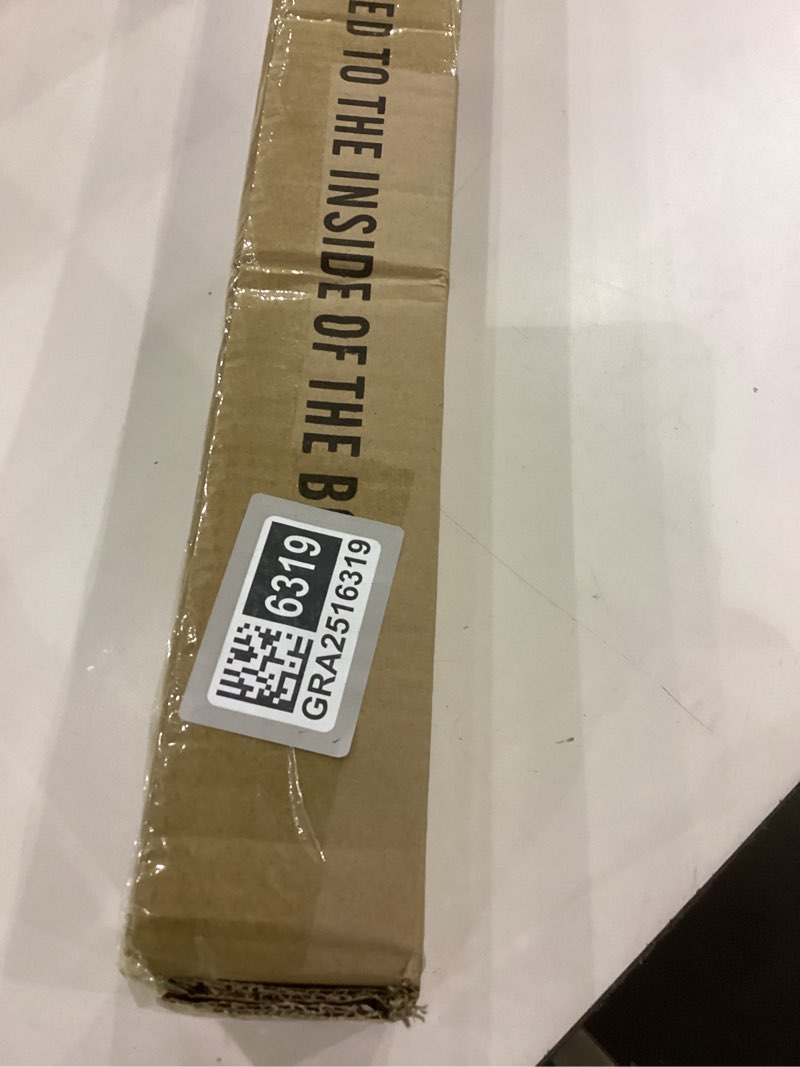 ED TO THE INSIDE OF THE
6319
GRA2516319